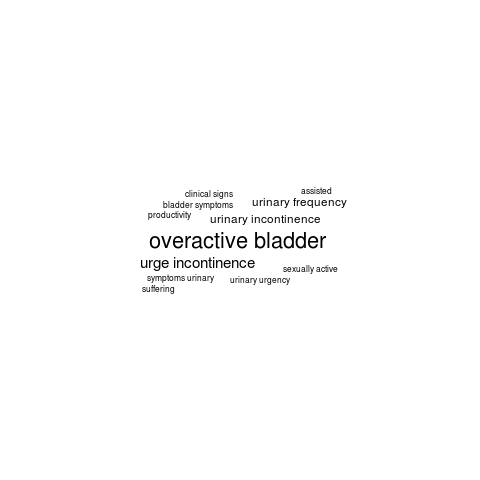 assisted
clinical signs
urinary frequency
bladder symptoms
productivity
urinary incontinence
overactive bladder
urge incontinence
sexually active
symptoms urinary
urinary urgency
suffering